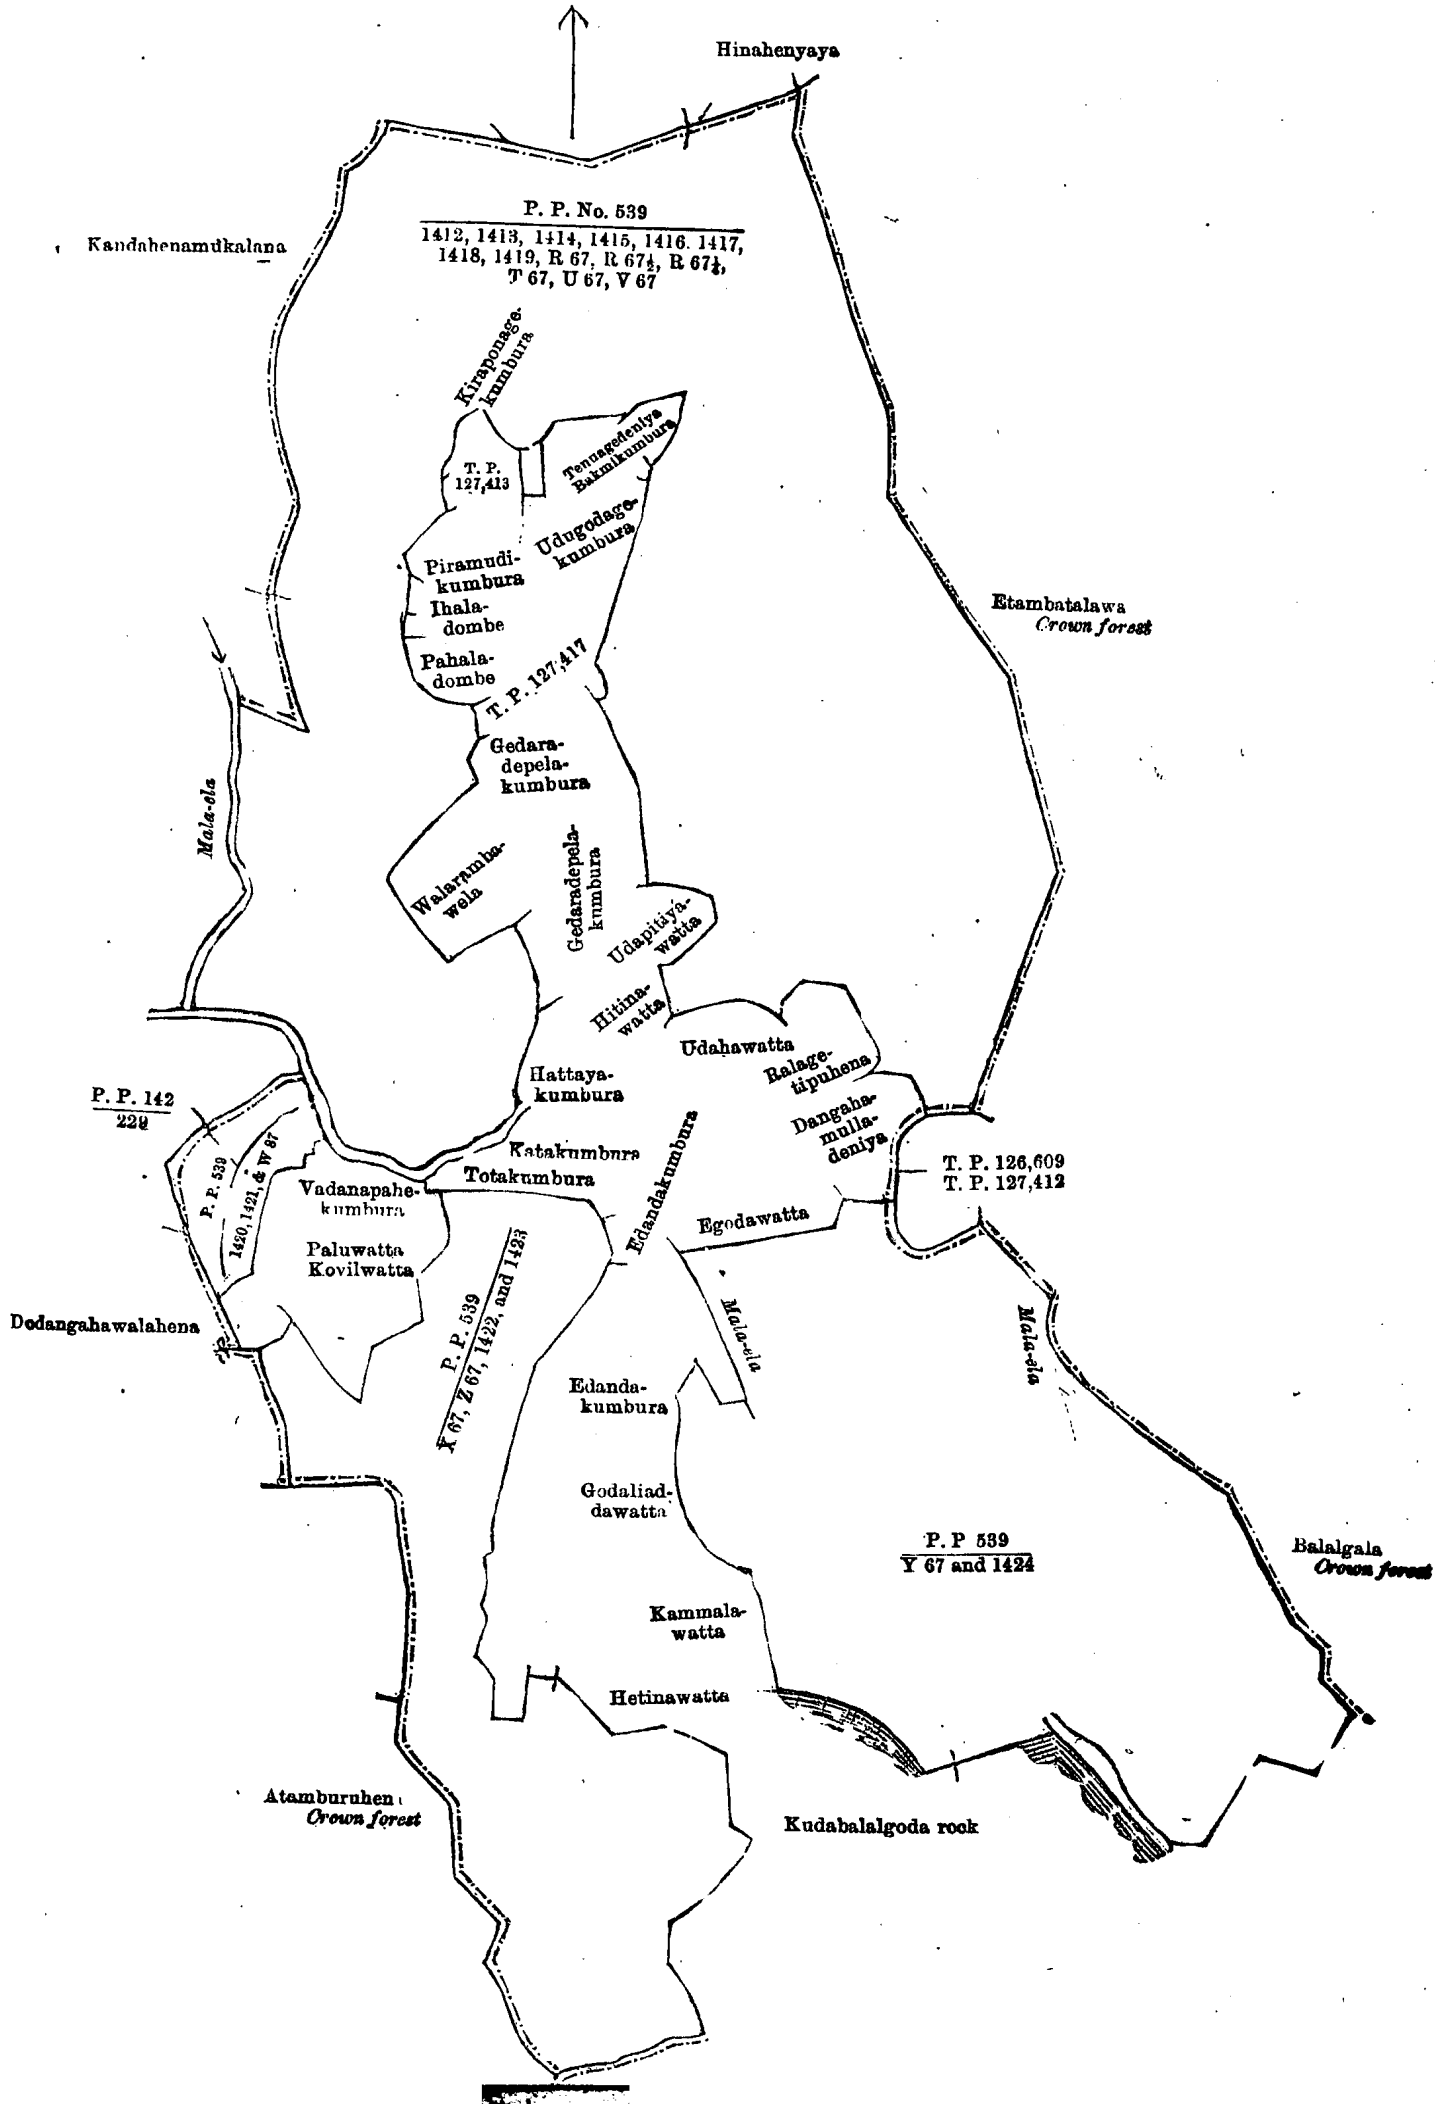 Hinahenyaya
P. P. No. 539
1412, 1413, 1414, 1415, 1416. 1417,
1418, 1419, R 67, R 67½, R 67¼,
T 67, U 67, V 67
Kandahenamukalana
Kiraponage-
kumbura
Tennagedeniya
Bakmikumbura
T. P.
127,413
Udugodage-
kumbura
Piramudi-
kumbura
Ihala-
dombe
Pahala-
dombe
Etambatalawa
Crown forest
T. P. 127,417
Gedara-
depela-
kumbura
Mala-ela
Walaramba-
wela
Gedaradepela-
kumbura
Udapitiya-
watta
Hitina-
watta
Udahawatta
Ralage-
tipuhena
Hattaya-
kumbura
Dangaha-
mulla-
deniya
P. P. 142
229
P. P. 539
1420, 1421, & W 87
Katakumbura
Totakumbura
Edandakumbura
T. P. 126,609
T. P. 127,412
Vadanapahe-
kumbura
Egodawatta
Paluwatta
Kovilwatta
P. P. 539
X 67, Z 67, 1422, and 1423
Mala-ela
Mala-ela
Dodangahawalahena
Edanda-
kumbura
Godaliad-
dawatta
P. P 539
Y 67 and 1424
Balalgala
Crown forest
Kammala-
watta
Hetinawatta
Atamburuhen
Crown forest
Kudabalalgoda rock